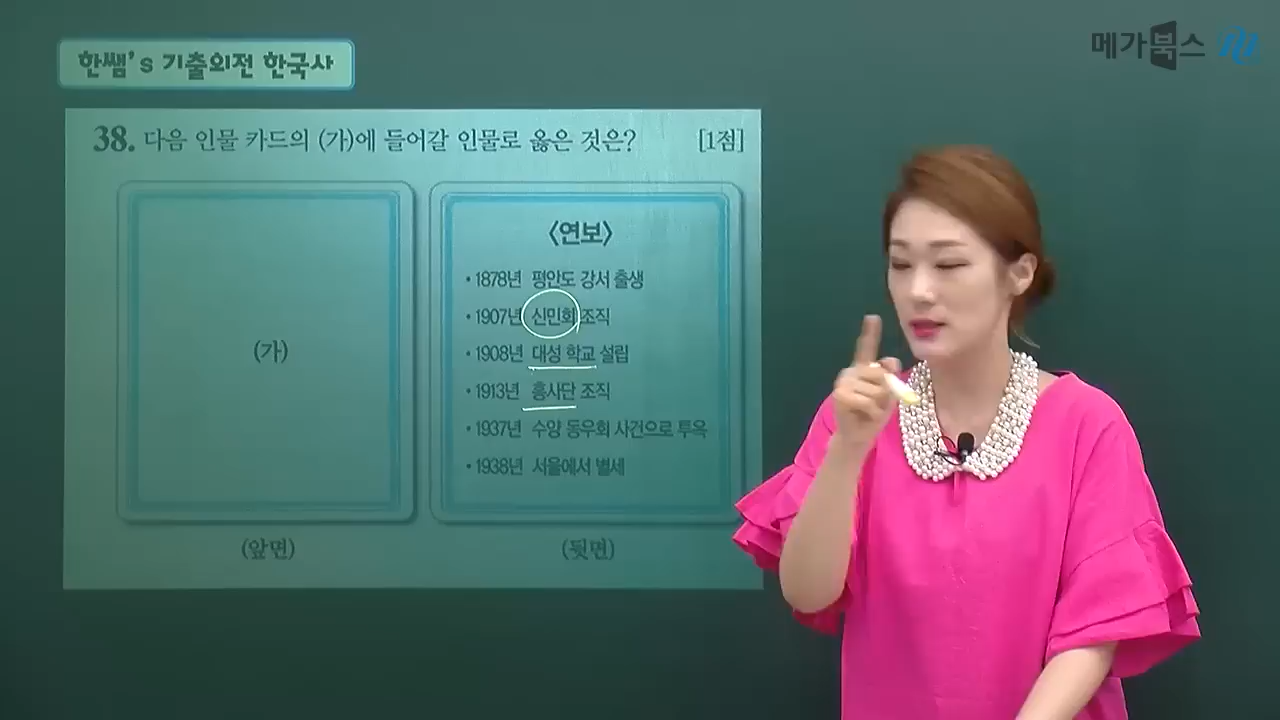 한쌤's 기출의전 한국사
메가북스
38. 다음 인물 카드의 (가)에 들어갈 인물로 옳은 것은? [1점]
(가)
(앞면)
<연보>
• 1878년 평안도 강서 출생
• 1907년 신민회 조직
• 1908년 대성 학교 설립
• 1913년 흥사단 조직
• 1937년 수양 동우회 사건으로 투옥
• 1938년 서울에서 별세
(뒷면)